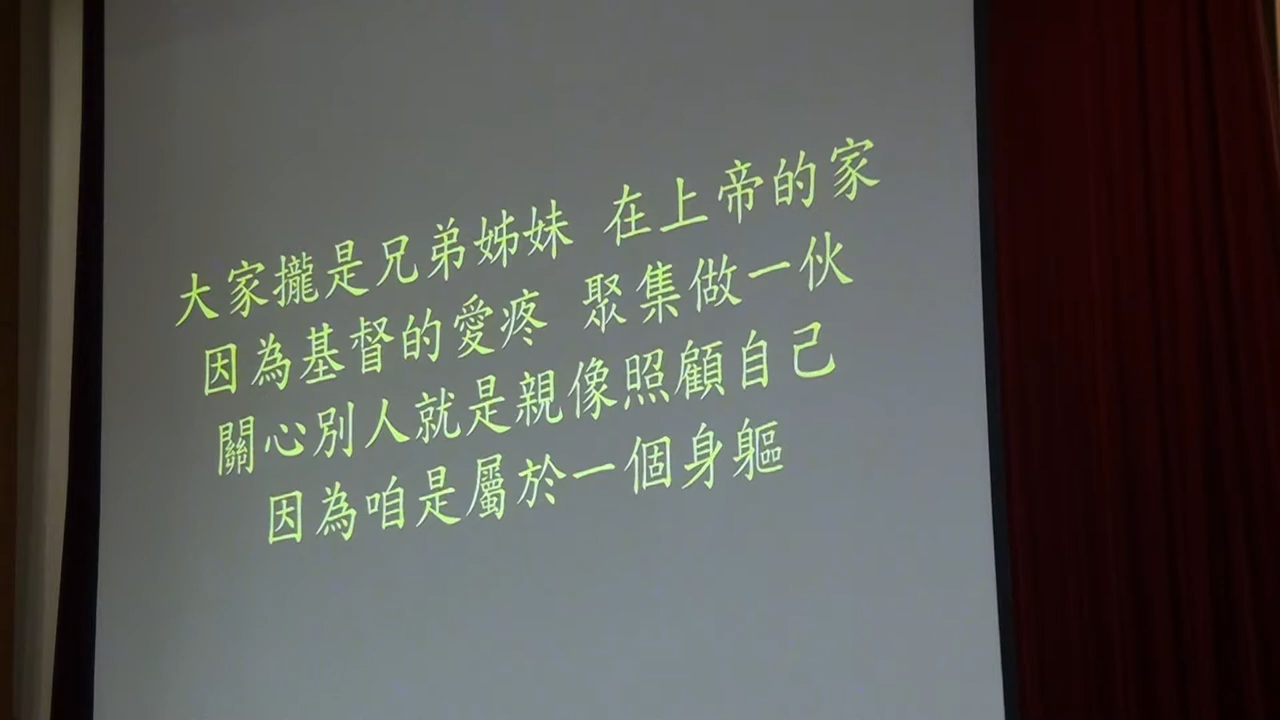 大家攏是兄弟姊妹 在上帝的家
因為基督的愛疼 聚集做一伙
關心別人就是親像照顧自己
因為咱是屬於一個身軀